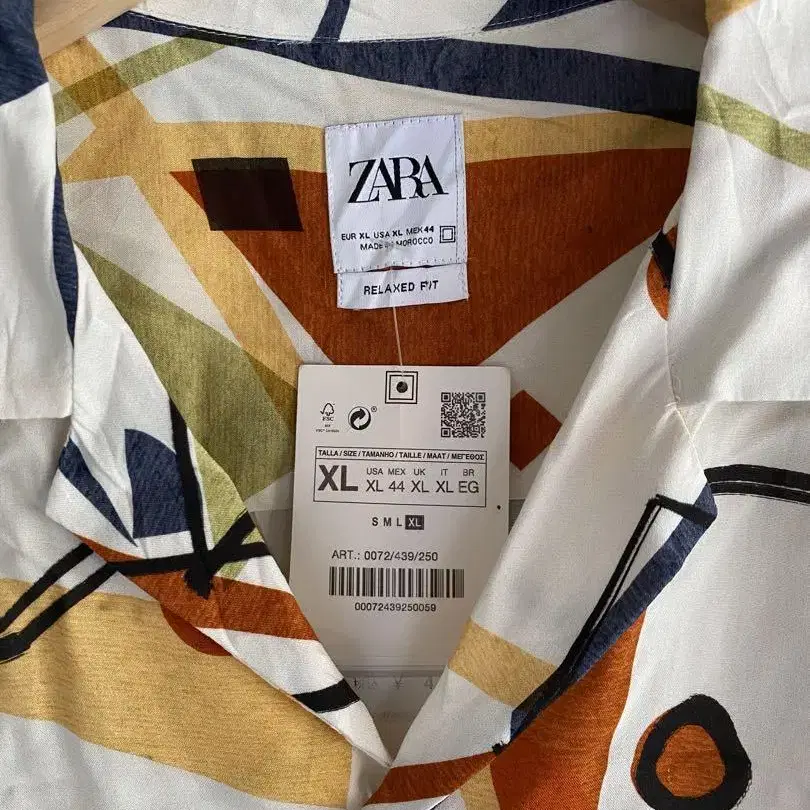 ZARA
EUR XL USA XL MEX 44
MADE IN MOROCCO
RELAXED FIT
FSC
TALLA / SIZE / TAMANHO / TAILLE / MAAT / ΜΕΓΕΘΟΣ
XL
USA MEX UK IT BR
XL 44 XL XL EG
S M L XL
ART.: 0072/439/250
00072439250059